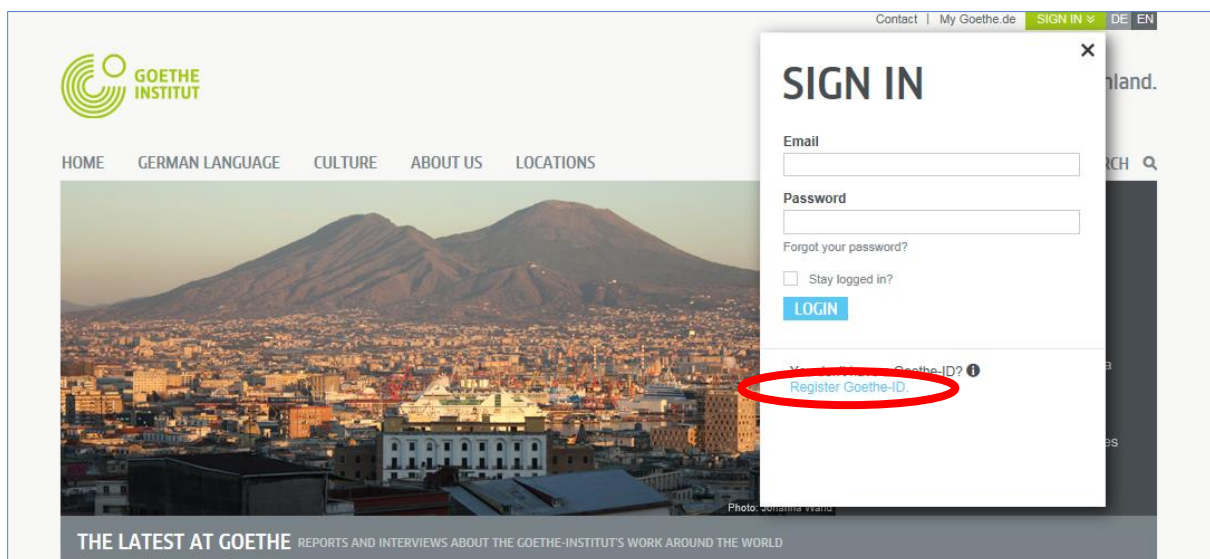 Contact | My Goethe.de SIGN IN DE EN
GOETHE
INSTITUT
HOME GERMAN LANGUAGE CULTURE ABOUT US LOCATIONS
SIGN IN
Email
Password
Forgot your password?
Stay logged in?
LOGIN
Goethe-ID?
Register Goethe-ID.
Photo: Johanna Wand
THE LATEST AT GOETHE REPORTS AND INTERVIEWS ABOUT THE GOETHE-INSTITUT'S WORK AROUND THE WORLD